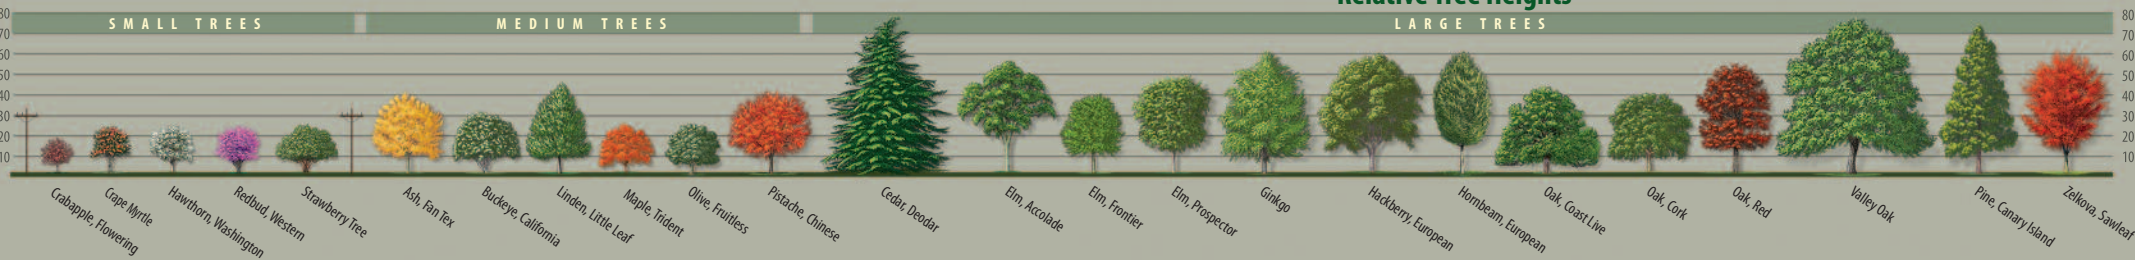 Relative Tree Heights
SMALL TREES
MEDIUM TREES
LARGE TREES
80
70
60
50
40
30
20
10
80
70
60
50
40
30
20
10
Crabapple, Flowering
Crape Myrtle
Hawthorn, Washington
Redbud, Western
Strawberry Tree
Ash, Fan Tex
Buckeye, California
Linden, Little Leaf
Maple, Trident
Olive, Fruitless
Pistache, Chinese
Cedar, Deodar
Elm, Accolade
Elm, Frontier
Elm, Prospector
Ginkgo
Hackberry, European
Hornbeam, European
Oak, Coast Live
Oak, Cork
Oak, Red
Valley Oak
Pine, Canary Island
Zelkova, Sawleaf